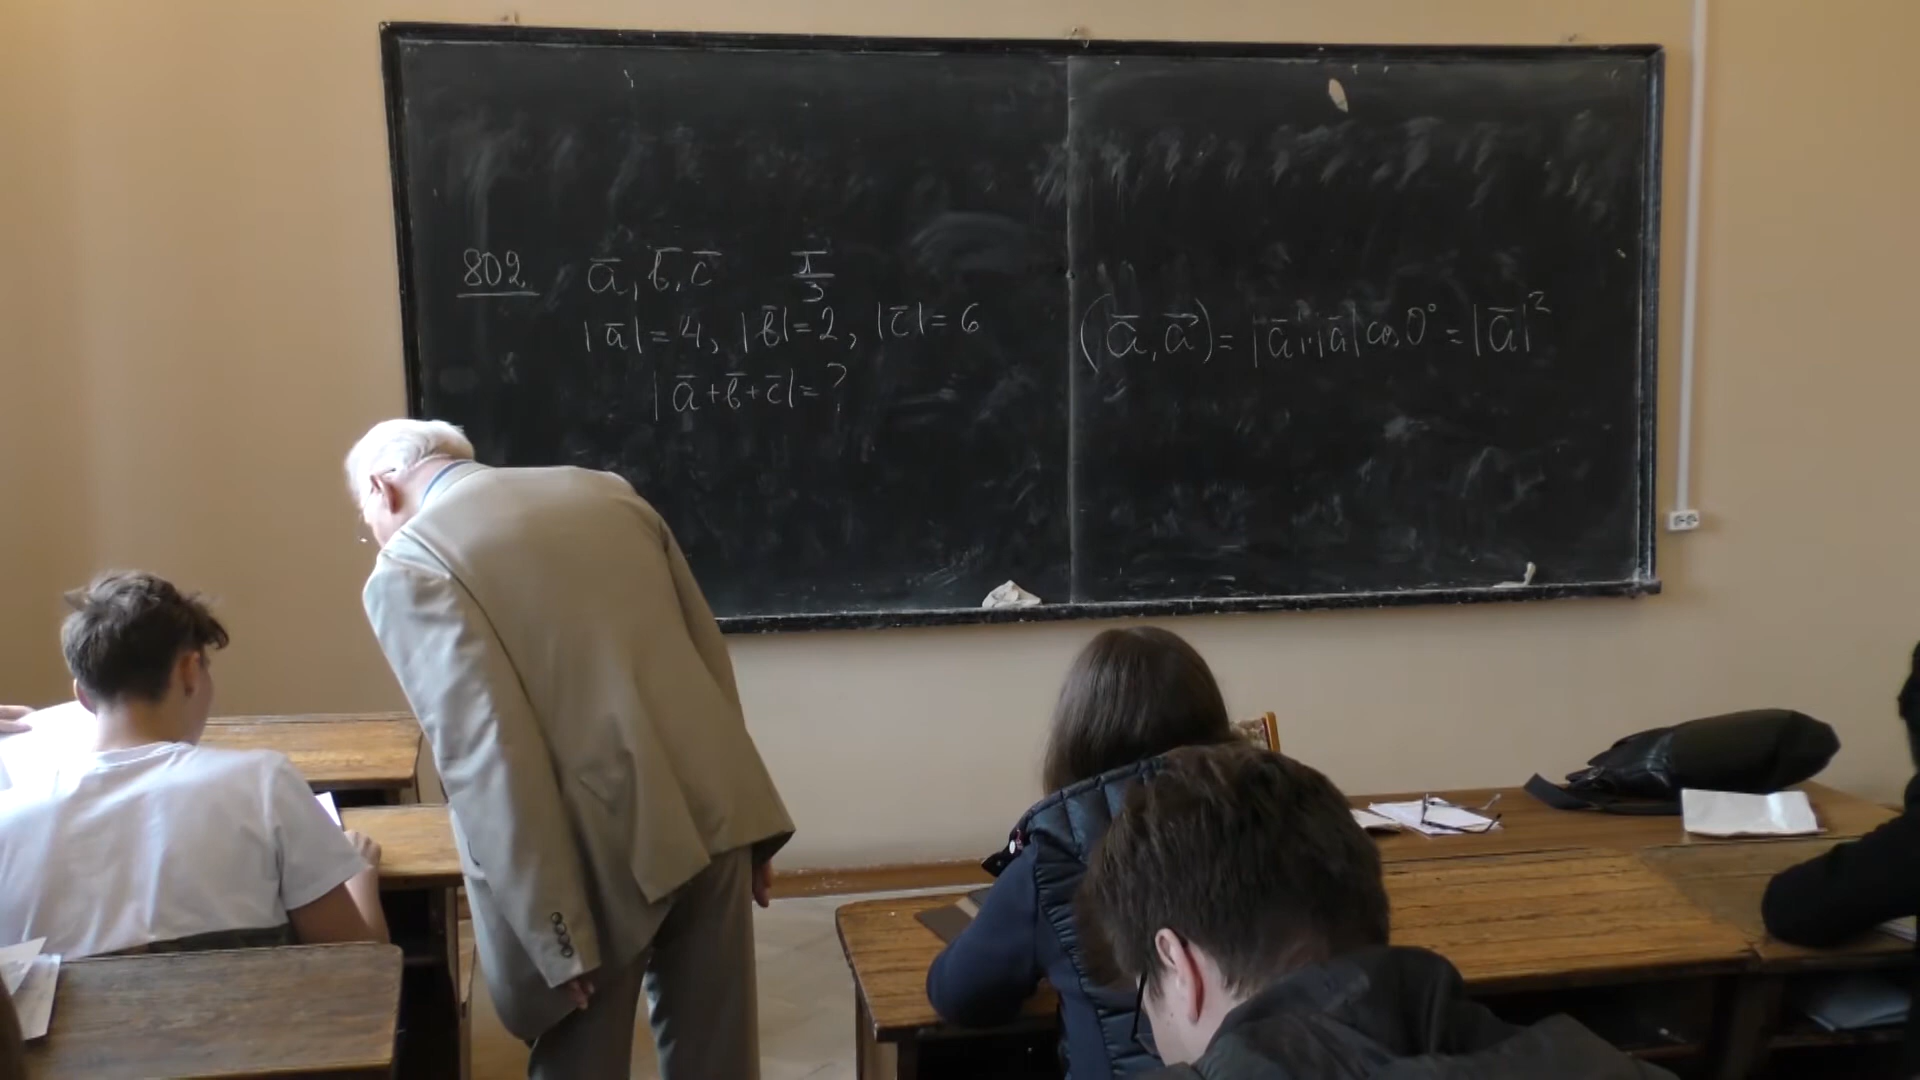 802. a̅, b̅, c̅ π/3
|a̅| = 4, |b̅| = 2, |c̅| = 6
|a̅ + b̅ + c̅| = ?
(a̅, a⃗) = |a̅|·|a̅| cos 0° = |a̅|²